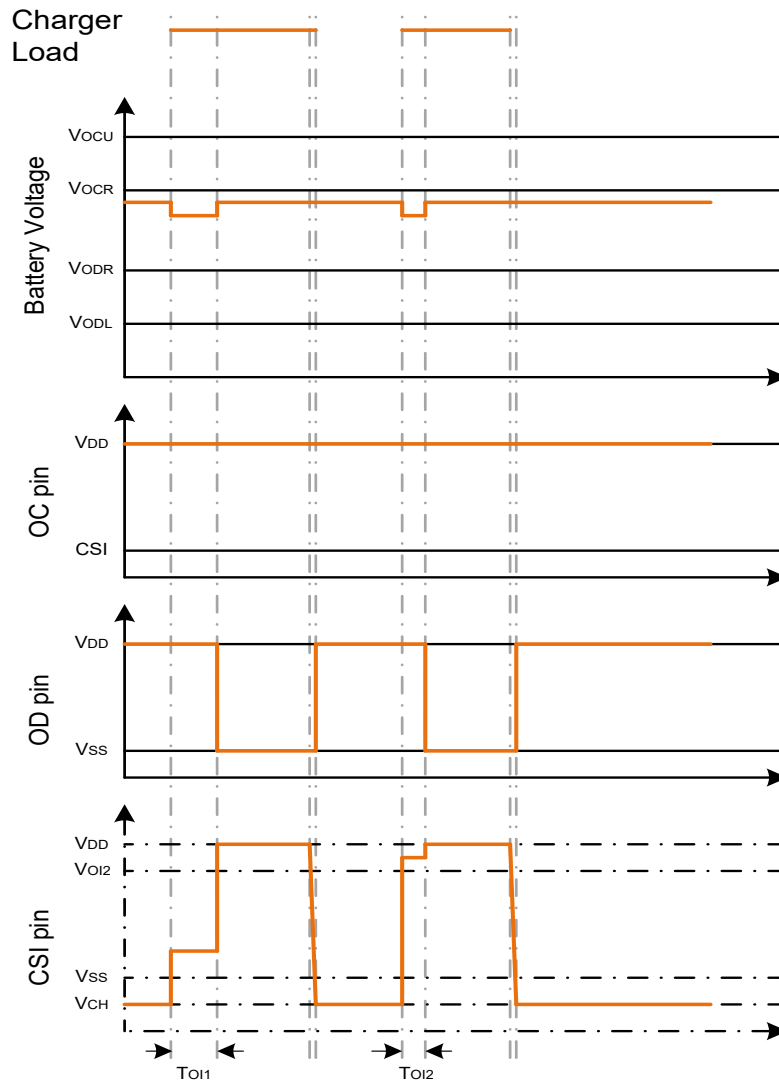 Charger
Load
Battery Voltage
VOCU
VOCR
VODR
VODL
OC pin
VDD
CSI
OD pin
VDD
VSS
CSI pin
VDD
VOI2
VSS
VCH
TOI1
TOI2